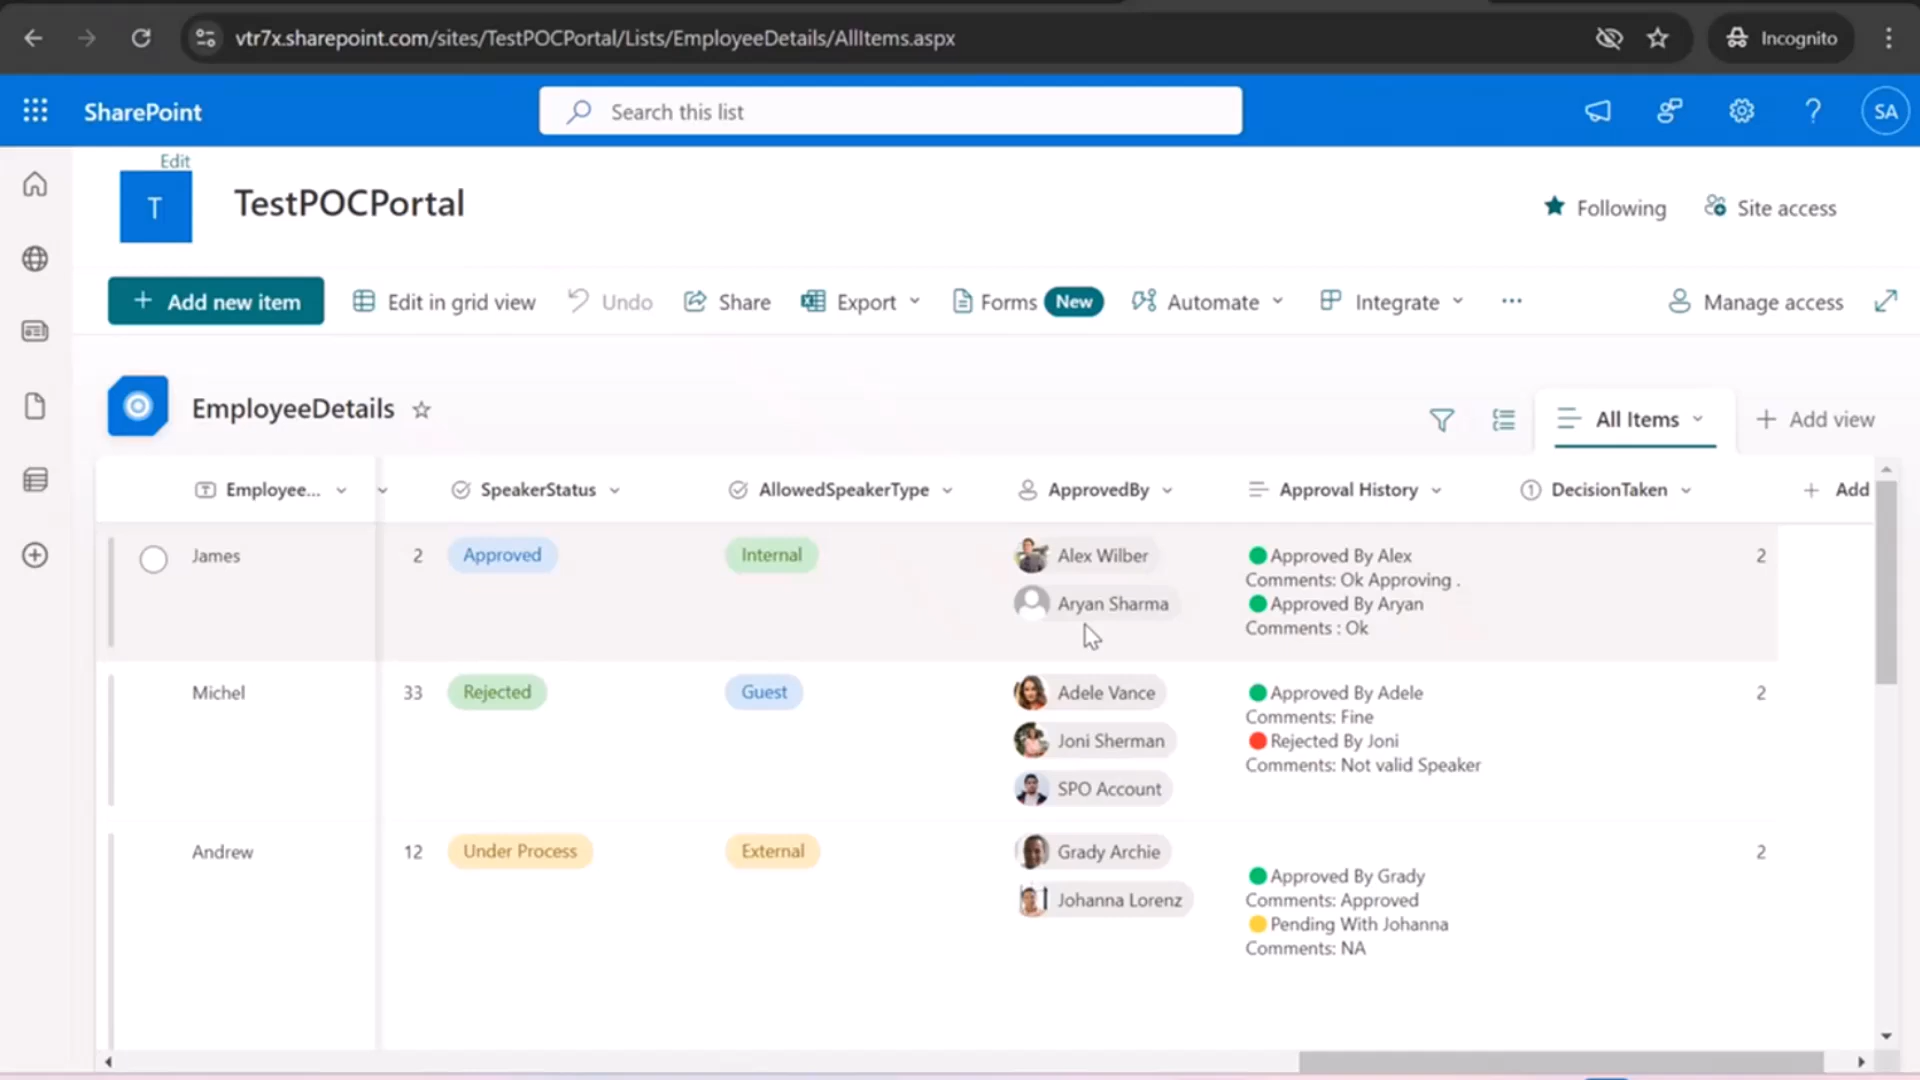 vtr7x.sharepoint.com/sites/TestPOCPortal/Lists/EmployeeDetails/AllItems.aspx
Incognito
SharePoint
Search this list
?
SA
Edit
T
TestPOCPortal
Following
Site access
+ Add new item
Edit in grid view
Undo
Share
Export
Forms New
Automate
Integrate
...
Manage access
EmployeeDetails
All Items
+ Add view
Employee...
SpeakerStatus
AllowedSpeakerType
ApprovedBy
Approval History
DecisionTaken
+ Add
James
2
Approved
Internal
Alex Wilber
Aryan Sharma
Approved By Alex
Comments: Ok Approving .
Approved By Aryan
Comments : Ok
2
Michel
33
Rejected
Guest
Adele Vance
Joni Sherman
SPO Account
Approved By Adele
Comments: Fine
Rejected By Joni
Comments: Not valid Speaker
2
Andrew
12
Under Process
External
Grady Archie
Johanna Lorenz
Approved By Grady
Comments: Approved
Pending With Johanna
Comments: NA
2